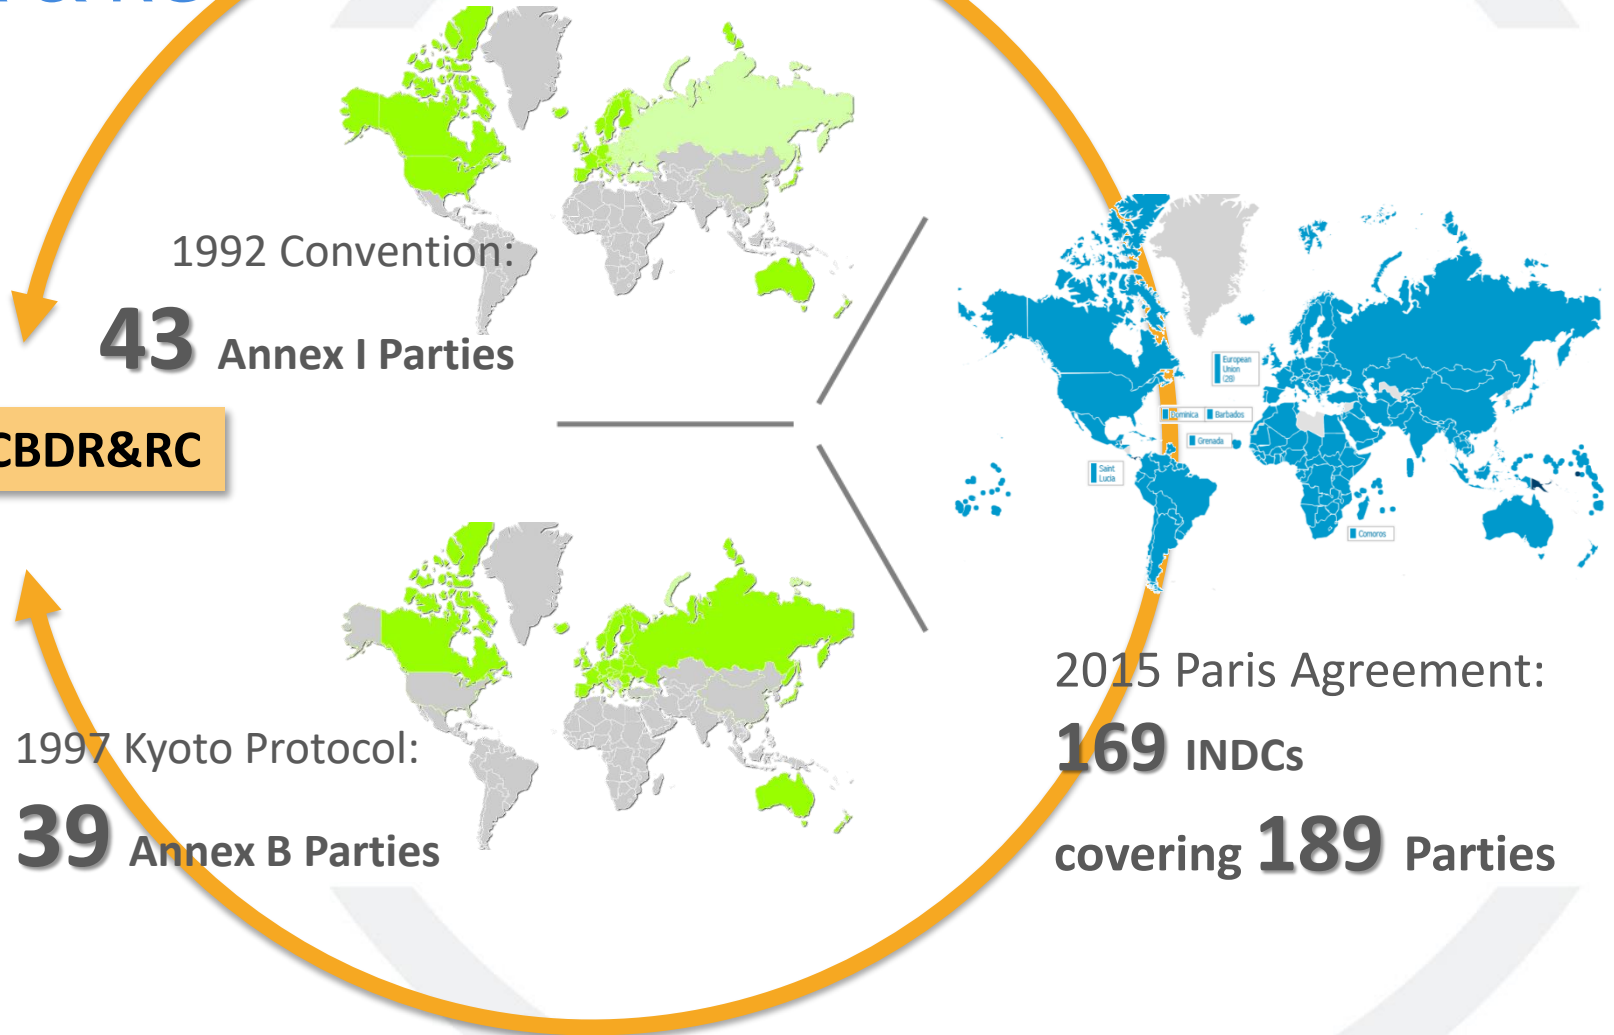 1992 Convention:
43 Annex I Parties
CBDR&RC
1997 Kyoto Protocol:
39 Annex B Parties
European
Union
(28)
Dominica
Barbados
Grenada
Saint
Lucia
Comoros
2015 Paris Agreement:
169 INDCs
covering 189 Parties